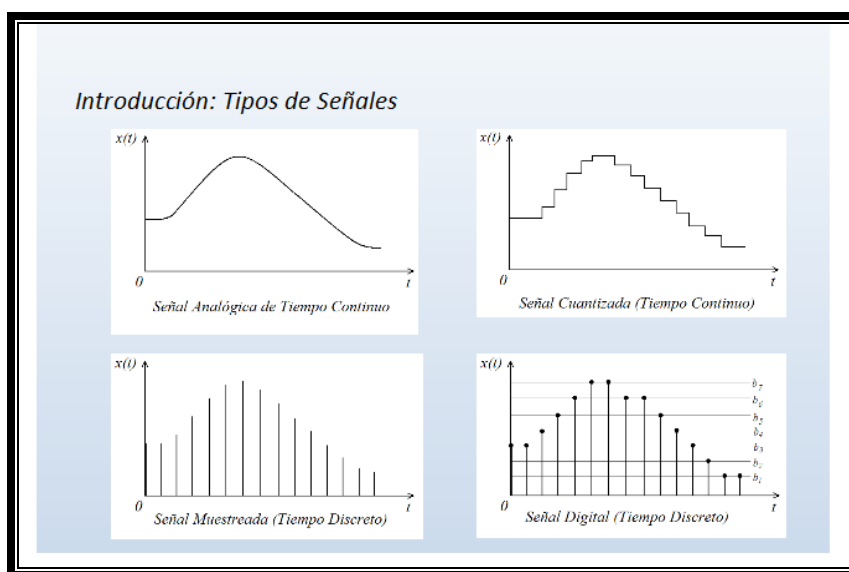 Introducción: Tipos de Señales
x(t)
0
t
Señal Analógica de Tiempo Continuo
x(t)
0
t
Señal Cuantizada (Tiempo Continuo)
x(t)
0
t
Señal Muestreada (Tiempo Discreto)
x(t)
b7
b6
b5
b4
b3
b2
b1
0
t
Señal Digital (Tiempo Discreto)